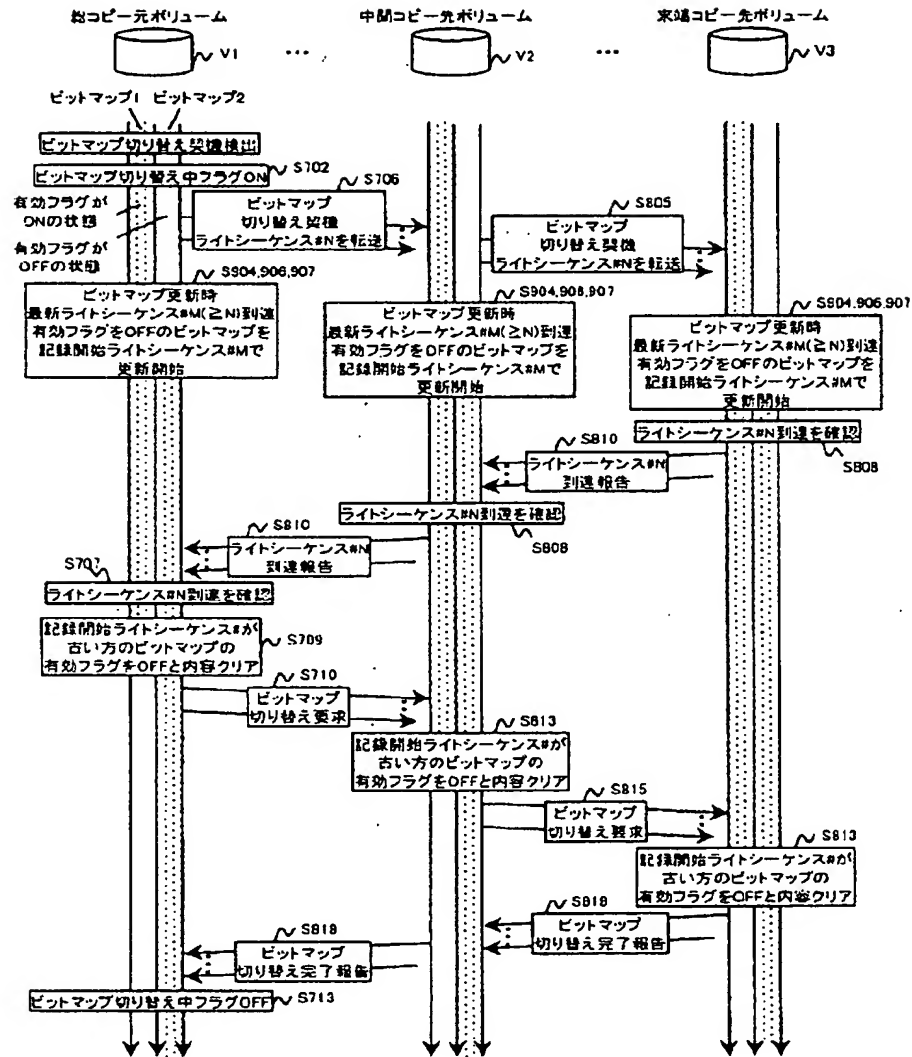 総コピー元ボリューム
中間コピー先ボリューム
末端コピー先ボリューム
V1
V2
V3
ビットマップ1 ビットマップ2
ビットマップ切り替え契機検出
ビットマップ切り替え中フラグON
S702
有効フラグが
ONの状態
有効フラグが
OFFの状態
S706
ビットマップ
切り替え契機
ライトシーケンス#Nを転送
S805
ビットマップ
切り替え契機
ライトシーケンス#Nを転送
S904,906,907
ビットマップ更新時
最新ライトシーケンス#M(≧N)到達
有効フラグをOFFのビットマップを
記録開始ライトシーケンス#Mで
更新開始
S904,906,907
ビットマップ更新時
最新ライトシーケンス#M(≧N)到達
有効フラグをOFFのビットマップを
記録開始ライトシーケンス#Mで
更新開始
S904,906,907
ビットマップ更新時
最新ライトシーケンス#M(≧N)到達
有効フラグをOFFのビットマップを
記録開始ライトシーケンス#Mで
更新開始
ライトシーケンス#N到達を確認
S808
S810
ライトシーケンス#N
到達報告
ライトシーケンス#N到達を確認
S808
S810
ライトシーケンス#N
到達報告
S707
ライトシーケンス#N到達を確認
記録開始ライトシーケンス#が
古い方のビットマップの
有効フラグをOFFと内容クリア
S709
S710
ビットマップ
切り替え要求
S813
記録開始ライトシーケンス#が
古い方のビットマップの
有効フラグをOFFと内容クリア
S815
ビットマップ
切り替え要求
S813
記録開始ライトシーケンス#が
古い方のビットマップの
有効フラグをOFFと内容クリア
S818
ビットマップ
切り替え完了報告
S818
ビットマップ
切り替え完了報告
ビットマップ切り替え中フラグOFF
S713